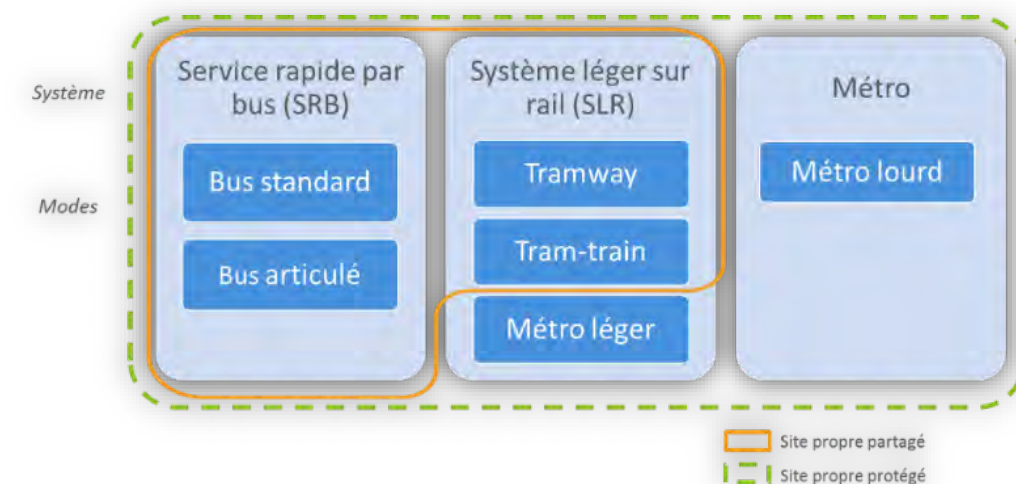 Système
Service rapide par
bus (SRB)
Système léger sur
rail (SLR)
Métro
Modes
Bus standard
Bus articulé
Tramway
Tram-train
Métro léger
Métro lourd
Site propre partagé
Site propre protégé